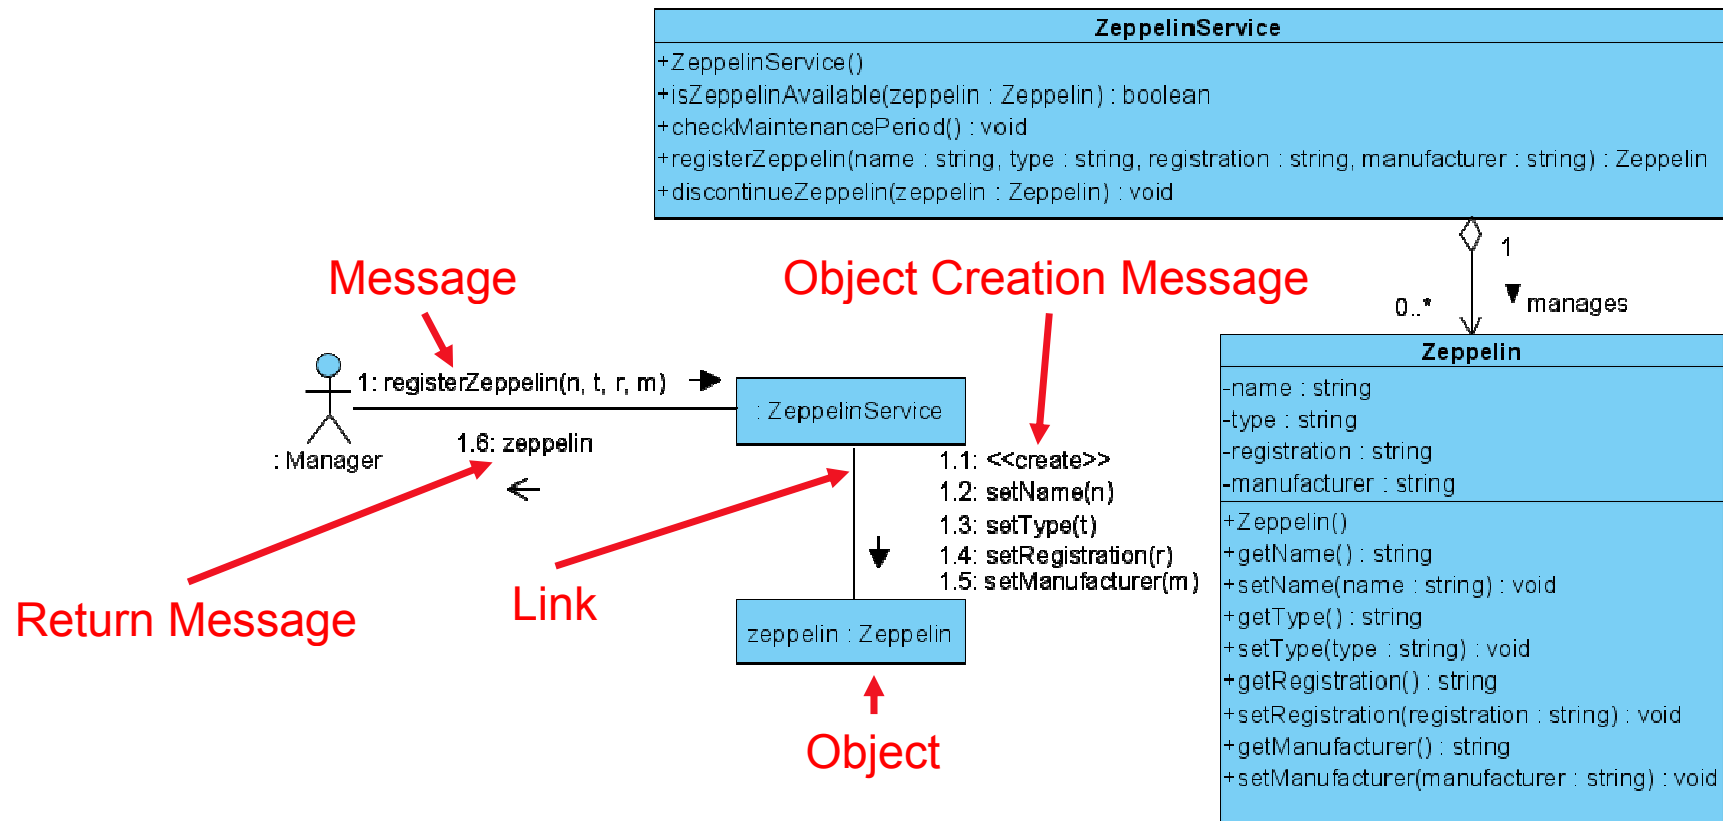 ZeppelinService
+ZeppelinService()
+isZeppelinAvailable(zeppelin : Zeppelin) : boolean
+checkMaintenancePeriod() : void
+registerZeppelin(name : string, type : string, registration : string, manufacturer : string) : Zeppelin
+discontinueZeppelin(zeppelin : Zeppelin) : void
1
0..*
manages
Message
Object Creation Message
1: registerZeppelin(n, t, r, m)
: ZeppelinService
: Manager
1.6: zeppelin
1.1: <<create>>
1.2: setName(n)
1.3: setType(t)
1.4: setRegistration(r)
1.5: setManufacturer(m)
Return Message
Link
zeppelin : Zeppelin
Object
Zeppelin
-name : string
-type : string
-registration : string
-manufacturer : string
+Zeppelin()
+getName() : string
+setName(name : string) : void
+getType() : string
+setType(type : string) : void
+getRegistration() : string
+setRegistration(registration : string) : void
+getManufacturer() : string
+setManufacturer(manufacturer : string) : void